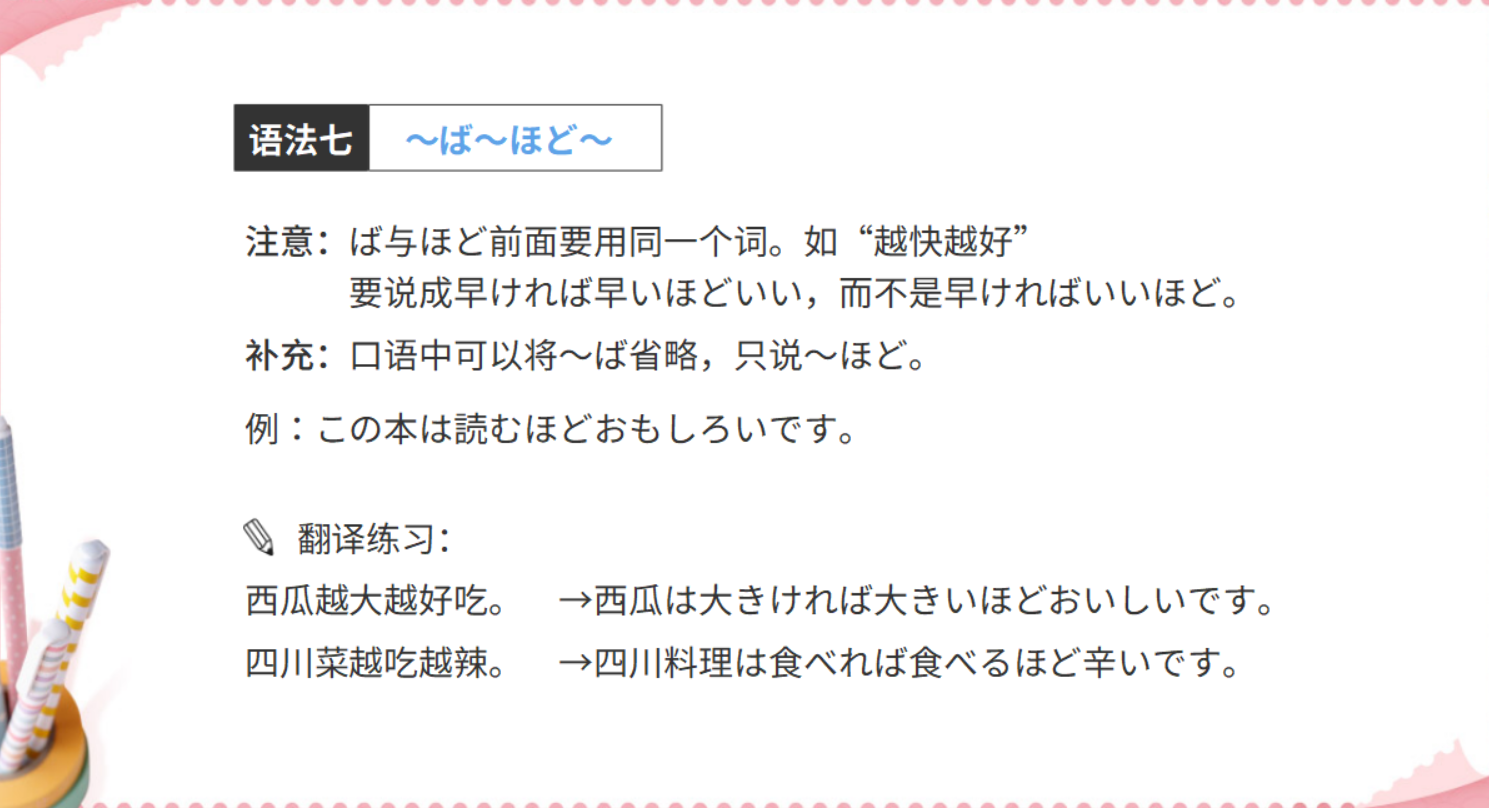 语法七 ～ば～ほど～
注意：ば与ほど前面要用同一个词。如“越快越好”
要说成早ければ早いほどいい，而不是早ければいいほど。
补充：口语中可以将～ば省略，只说～ほど。
例：この本は読むほどおもしろいです。
翻译练习：
西瓜越大越好吃。 →西瓜は大きければ大きいほどおいしいです。
四川菜越吃越辣。 →四川料理は食べれば食べるほど辛いです。